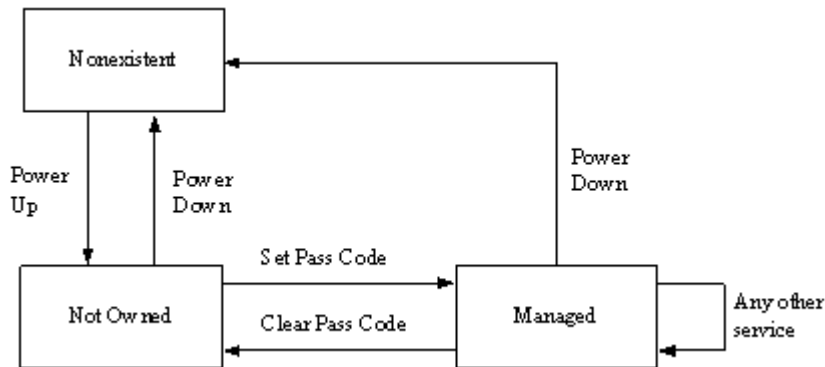 Nonexistent
Power
Up
Power
Down
Power
Down
Set Pass Code
Not Owned
Clear Pass Code
Managed
Any other
service